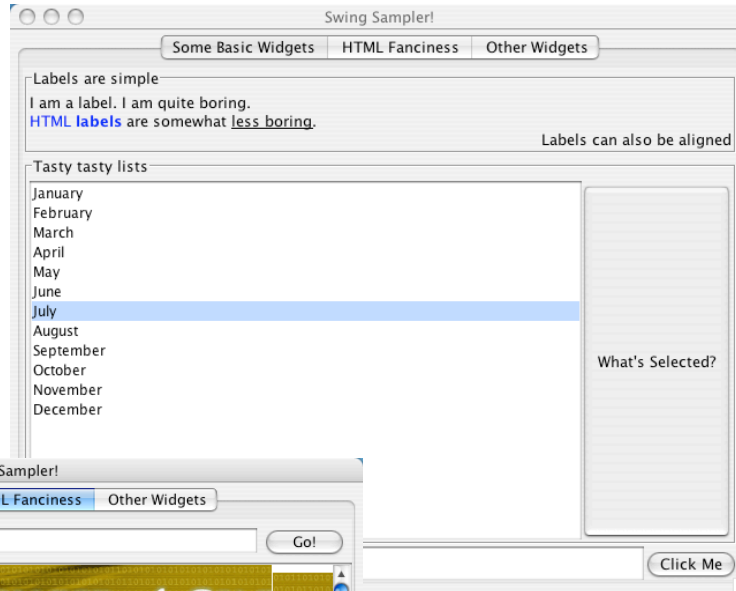 Swing Sampler!
Some Basic Widgets HTML Fanciness Other Widgets
Labels are simple
I am a label. I am quite boring.
HTML labels are somewhat less boring.
Labels can also be aligned
Tasty tasty lists
January
February
March
April
May
June
July
August
September
October
November
December
What's Selected?
Sampler!
L Fanciness Other Widgets
Go!
Click Me